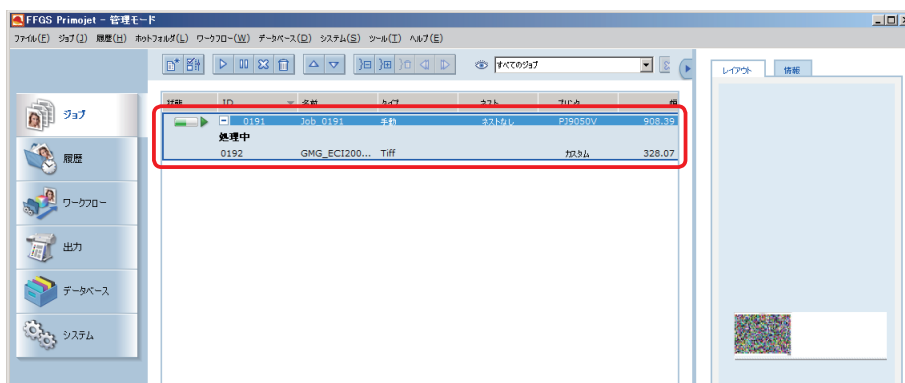 FFGS Primojet - 管理モード
ファイル(F) ジョブ(J) 履歴(H) ホットフォルダ(L) ワークフロー(W) データベース(D) システム(S) ツール(T) ヘルプ(E)
すべてのジョブ
レイアウト 情報
状態 ID 名前 タイプ ネスト プリンタ 幅
0191 Job_0191 手動 ネストなし PJ9050V 908.39
処理中
0192 GMG_ECI200... Tiff カスタム 328.07
ジョブ
履歴
ワークフロー
出力
データベース
システム